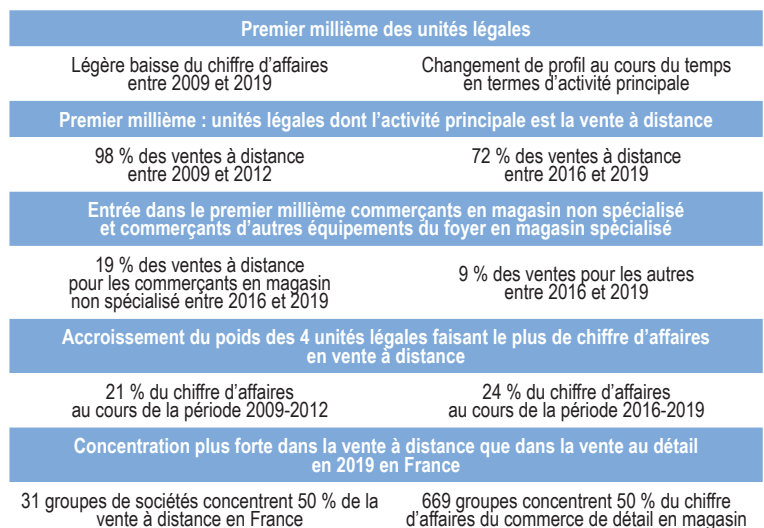 Premier millième des unités légales
Légère baisse du chiffre d’affaires
entre 2009 et 2019
Changement de profil au cours du temps
en termes d’activité principale
Premier millième : unités légales dont l’activité principale est la vente à distance
98 % des ventes à distance
entre 2009 et 2012
72 % des ventes à distance
entre 2016 et 2019
Entrée dans le premier millième commerçants en magasin non spécialisé
et commerçants d’autres équipements du foyer en magasin spécialisé
19 % des ventes à distance
pour les commerçants en magasin
non spécialisé entre 2016 et 2019
9 % des ventes pour les autres
entre 2016 et 2019
Accroissement du poids des 4 unités légales faisant le plus de chiffre d’affaires
en vente à distance
21 % du chiffre d’affaires
au cours de la période 2009-2012
24 % du chiffre d’affaires
au cours de la période 2016-2019
Concentration plus forte dans la vente à distance que dans la vente au détail
en 2019 en France
31 groupes de sociétés concentrent 50 % de la
vente à distance en France
669 groupes concentrent 50 % du chiffre
d’affaires du commerce de détail en magasin